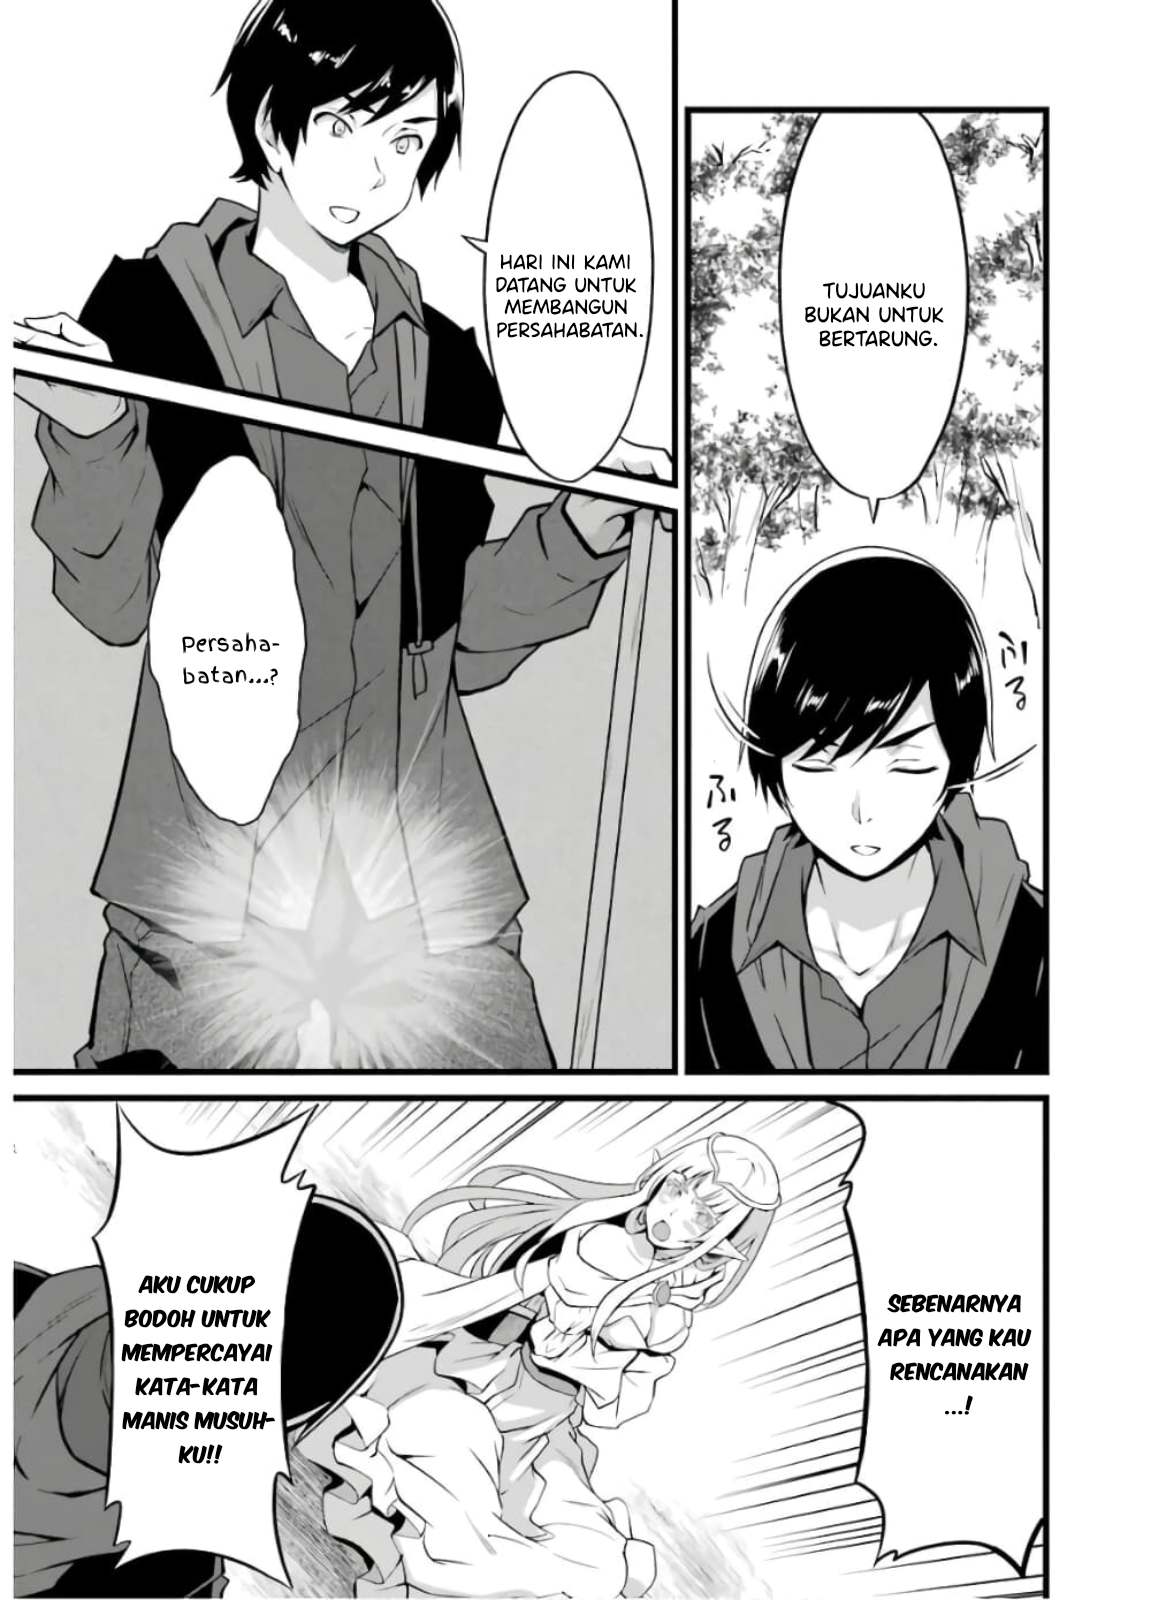 TUJUANKU
BUKAN UNTUK
BERTARUNG.
ふる
ふる
HARI INI KAMI
DATANG UNTUK
MEMBANGUN
PERSAHABATAN.
Persaha-
batan...?
SEBENARNYA
APA YANG KAU
RENCANAKAN
...!
AKU CUKUP
BODOH UNTUK
MEMPERCAYAI
KATA-KATA
MANIS MUSUH-
KU!!